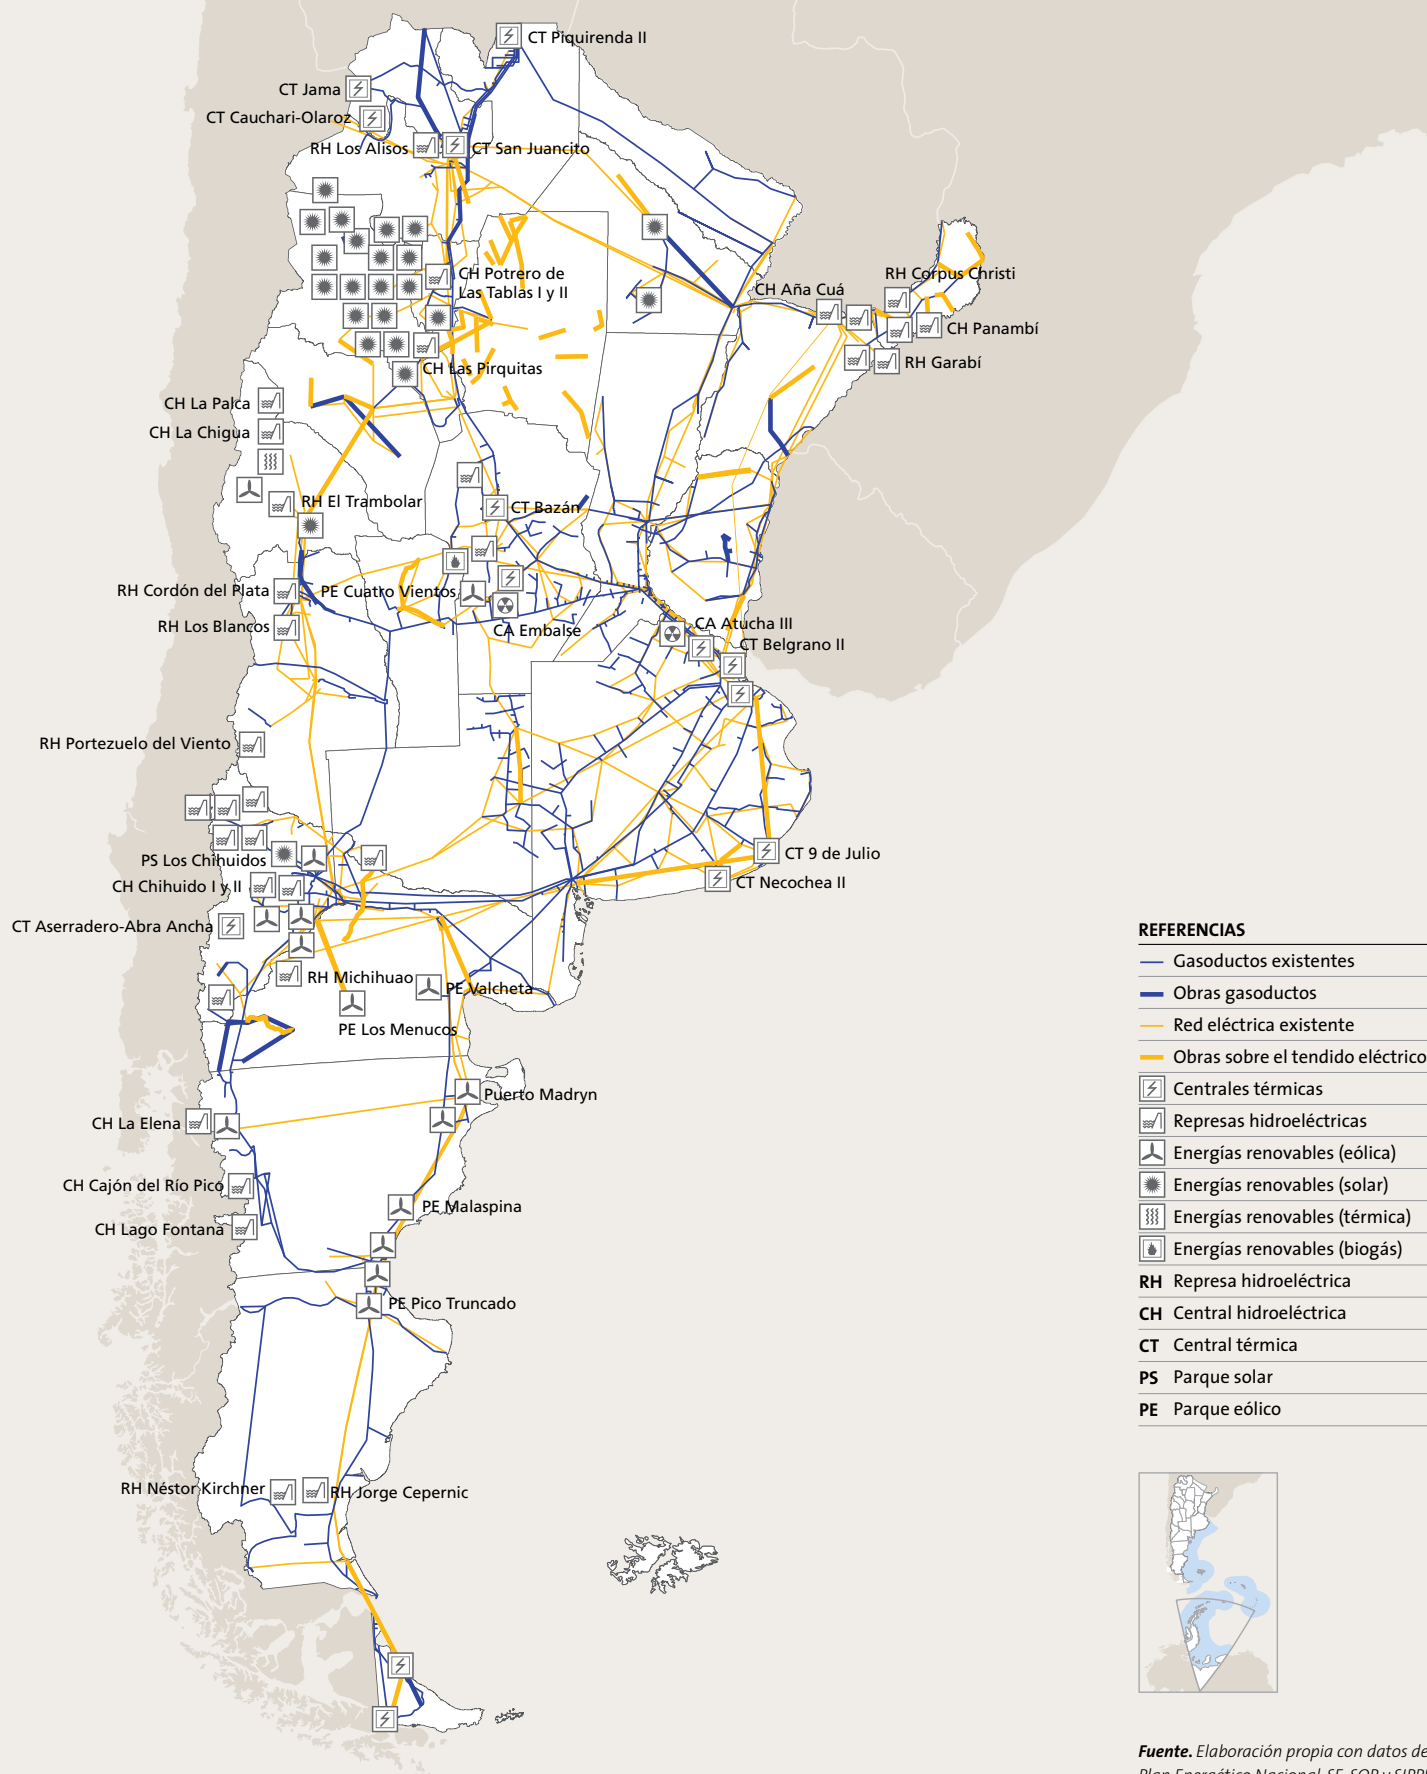 CT Piquirenda II
CT Jama
CT Cauchari-Olaroz
RH Los Alisos
CT San Juancito
CH Potrero de
Las Tablas I y II
RH Corpus Christi
CH Aña Cuá
CH Panambí
RH Garabí
CH Las Pirquitas
CH La Palca
CH La Chigua
RH El Trambolar
CT Bazán
RH Cordón del Plata
PE Cuatro Vientos
CA Embalse
RH Los Blancos
CA Atucha III
CT Belgrano II
RH Portezuelo del Viento
PS Los Chihuidos
CT 9 de Julio
CH Chihuido I y II
CT Necochea II
CT Aserradero-Abra Ancha
RH Michihuao
PE Valcheta
PE Los Menucos
Puerto Madryn
CH La Elena
CH Cajón del Río Pico
PE Malaspina
CH Lago Fontana
PE Pico Truncado
RH Néstor Kirchner
RH Jorge Cepernic
REFERENCIAS
Gasoductos existentes
Obras gasoductos
Red eléctrica existente
Obras sobre el tendido eléctrico
Centrales térmicas
Represas hidroeléctricas
Energías renovables (eólica)
Energías renovables (solar)
Energías renovables (térmica)
Energías renovables (biogás)
RH Represa hidroeléctrica
CH Central hidroeléctrica
CT Central térmica
PS Parque solar
PE Parque eólico
Fuente. Elaboración propia con datos de
Plan Energético Nacional, SE, SOP y